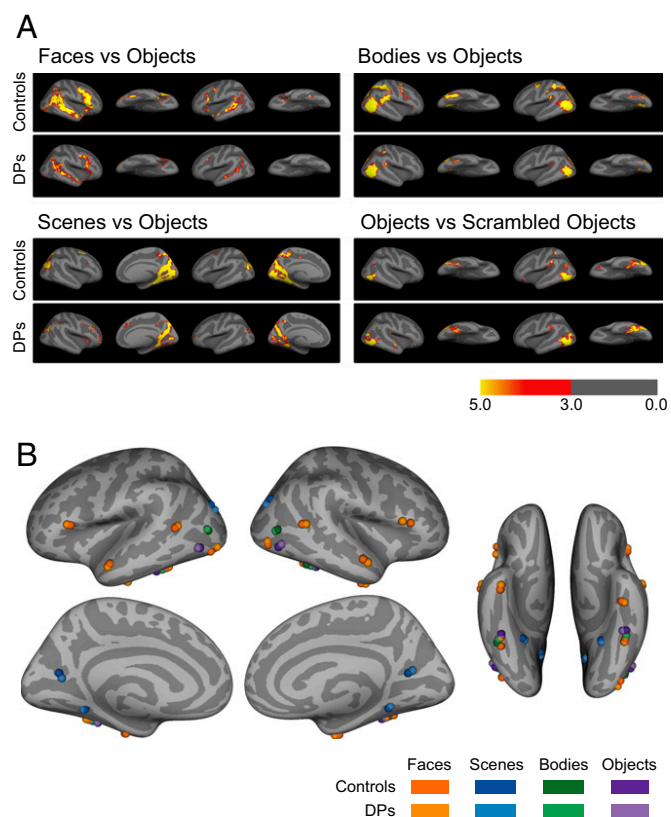 A
Faces vs Objects
Bodies vs Objects
Controls
DPs
Scenes vs Objects
Objects vs Scrambled Objects
Controls
DPs
5.0 3.0 0.0
B
Faces Scenes Bodies Objects
Controls
DPs